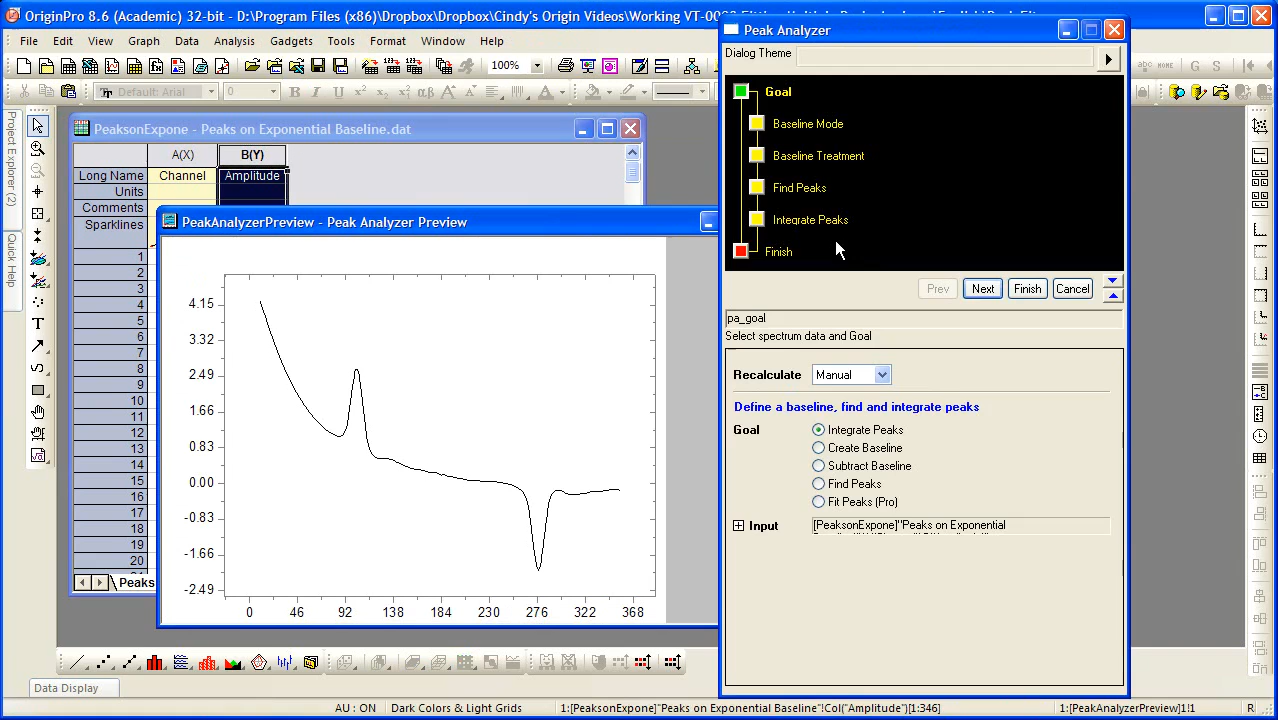 OriginPro 8.6 (Academic) 32-bit - D:\Program Files (x86)\Dropbox\Dropbox\Cindy's Origin Videos\Working VT-00
File Edit View Graph Data Analysis Gadgets Tools Format Window Help
100%
Default: Arial 0
Project Explorer (2)
Quick Help
PeaksonExpone - Peaks on Exponential Baseline.dat
A(X) B(Y)
Long Name Channel Amplitude
Units
Comments
Sparklines
1
2
3
4
5
6
7
8
9
10
11
12
13
14
15
16
17
18
19
20
Peaks
PeakAnalyzerPreview - Peak Analyzer Preview
4.15
3.32
2.49
1.66
0.83
0.00
-0.83
-1.66
-2.49
0 46 92 138 184 230 276 322 368
Peak Analyzer
Dialog Theme
Goal
Baseline Mode
Baseline Treatment
Find Peaks
Integrate Peaks
Finish
Prev Next Finish Cancel
pa_goal
Select spectrum data and Goal
Recalculate Manual
Define a baseline, find and integrate peaks
Goal Integrate Peaks
Create Baseline
Subtract Baseline
Find Peaks
Fit Peaks (Pro)
Input [PeaksonExpone]"Peaks on Exponential
Data Display
AU : ON Dark Colors & Light Grids 1:[PeaksonExpone]"Peaks on Exponential Baseline"!Col("Amplitude")[1:346] 1:[PeakAnalyzerPreview]1!1 R